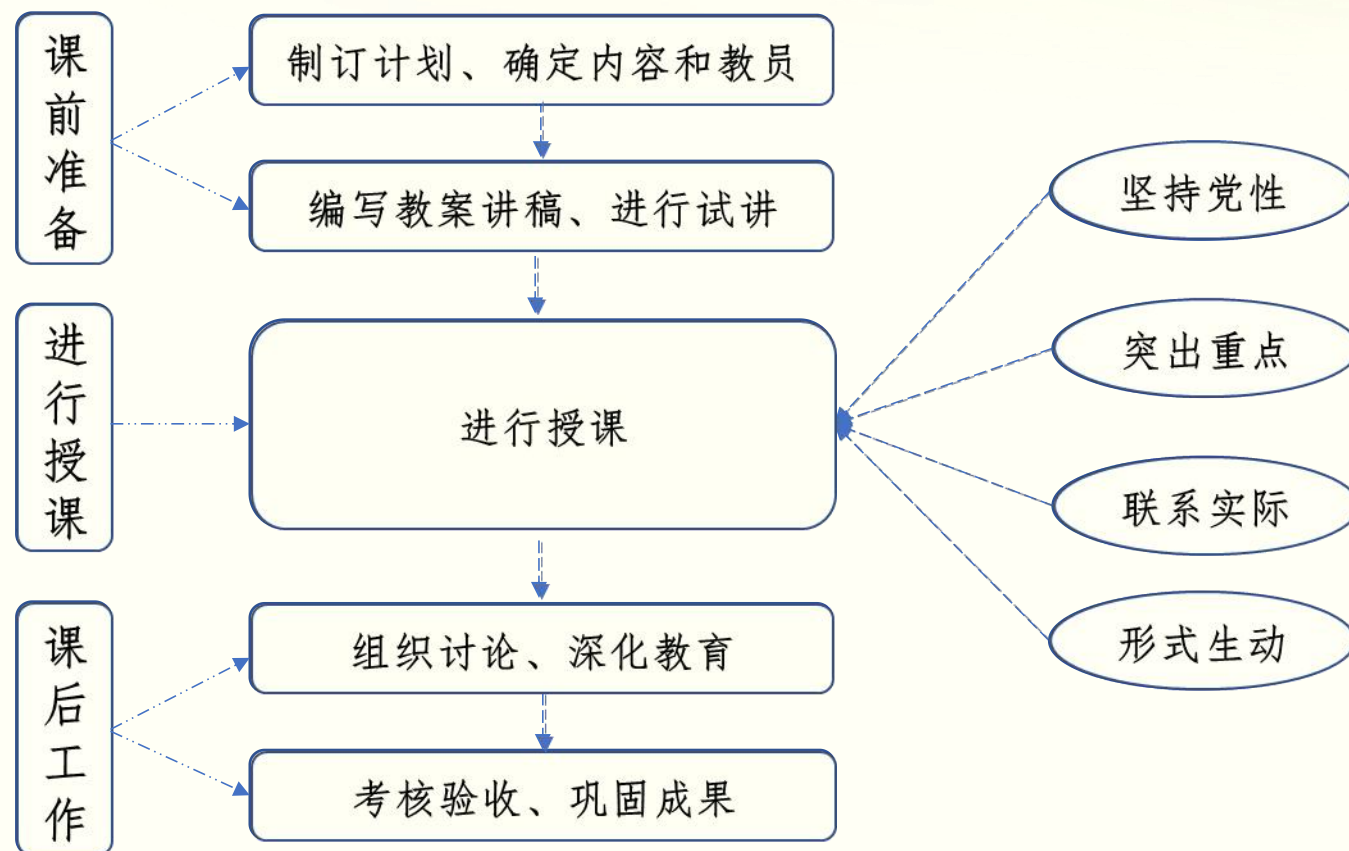 课前准备
制订计划、确定内容和教员
编写教案讲稿、进行试讲
进行授课
进行授课
坚持党性
突出重点
联系实际
形式生动
课后工作
组织讨论、深化教育
考核验收、巩固成果